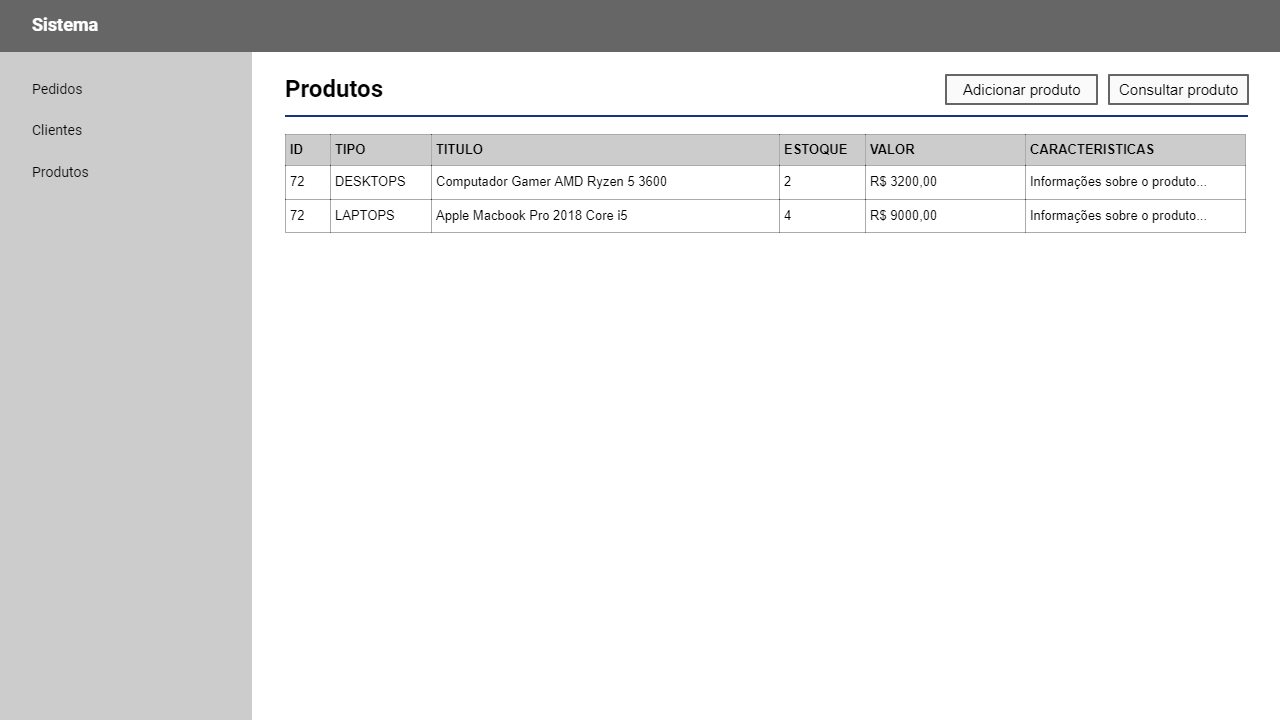 Sistema
Pedidos
Clientes
Produtos
Produtos
Adicionar produto Consultar produto
ID TIPO TITULO ESTOQUE VALOR CARACTERISTICAS
72 DESKTOPS Computador Gamer AMD Ryzen 5 3600 2 R$ 3200,00 Informações sobre o produto...
72 LAPTOPS Apple Macbook Pro 2018 Core i5 4 R$ 9000,00 Informações sobre o produto...